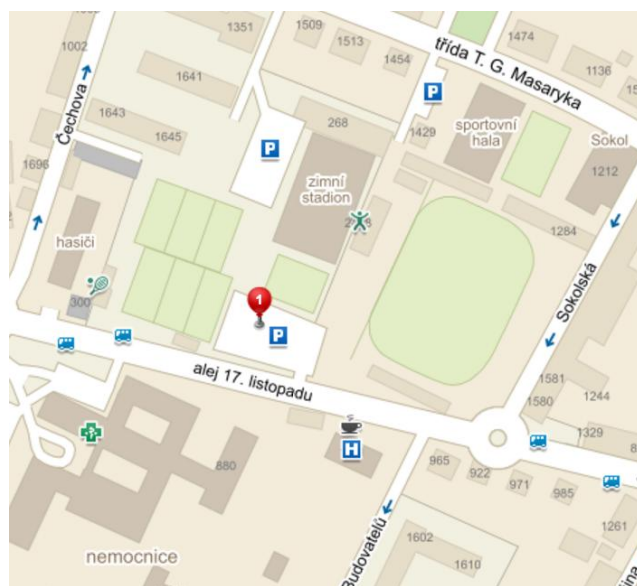 1351
1509
1513
1454
1474
1136
třída T. G. Masaryka
1002
1641
1643
1645
P
P
268
1429
sportovní
hala
Sokol
1212
Čechova
1696
zimní
stadion
1284
hasiči
300
1
P
Sokolská
alej 17. listopadu
1581
1580
1244
1329
880
H
965
922
971
985
nemocnice
Budovatelů
1602
1610
1261